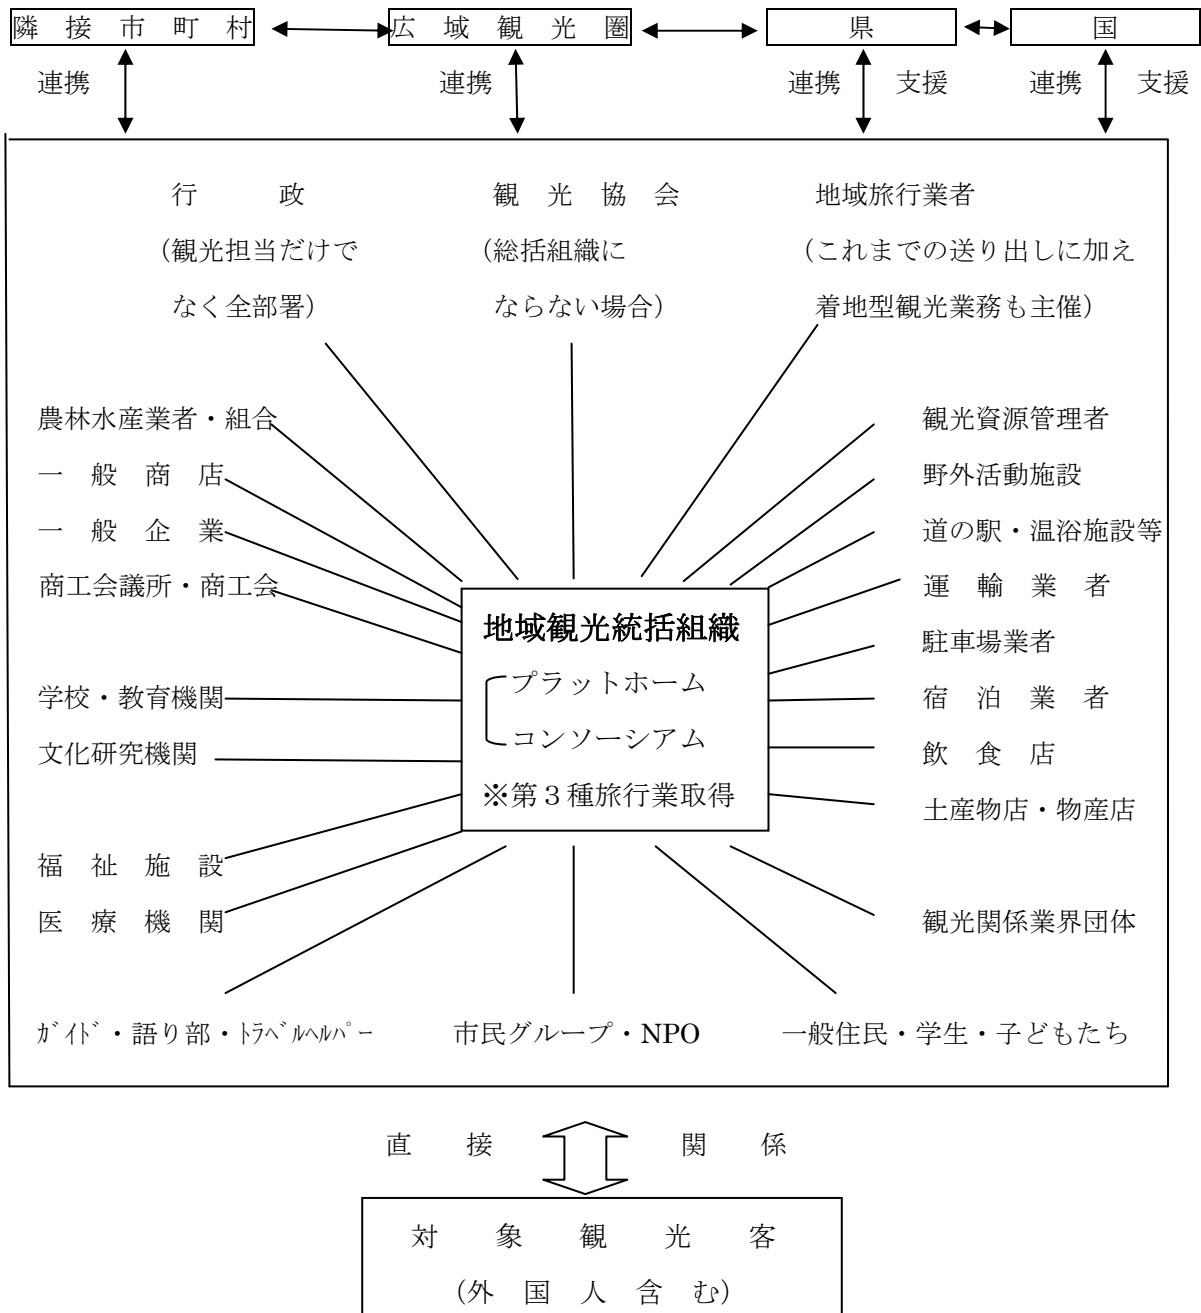 隣接市町村 広域観光圏 県 国
連携 連携 連携 支援 連携 支援
行政 観光協会 地域旅行業者
(観光担当だけで (総括組織に (これまでの送り出しに加え
なく全部署) ならない場合) 着地型観光業務も主催)
農林水産業者・組合 観光資源管理者
一般商店 野外活動施設
一般企業 道の駅・温浴施設等
商工会議所・商工会 運輸業者
地域観光統括組織
駐車場業者
プラットホーム
学校・教育機関 宿泊業者
コンソーシアム
文化研究機関 飲食店
※第3種旅行業取得
土産物店・物産店
福祉施設
医療機関 観光関係業界団体
ガイド・語り部・トラベルヘルパー 市民グループ・NPO 一般住民・学生・子どもたち
直接 関係
対象観光客
(外国人含む)